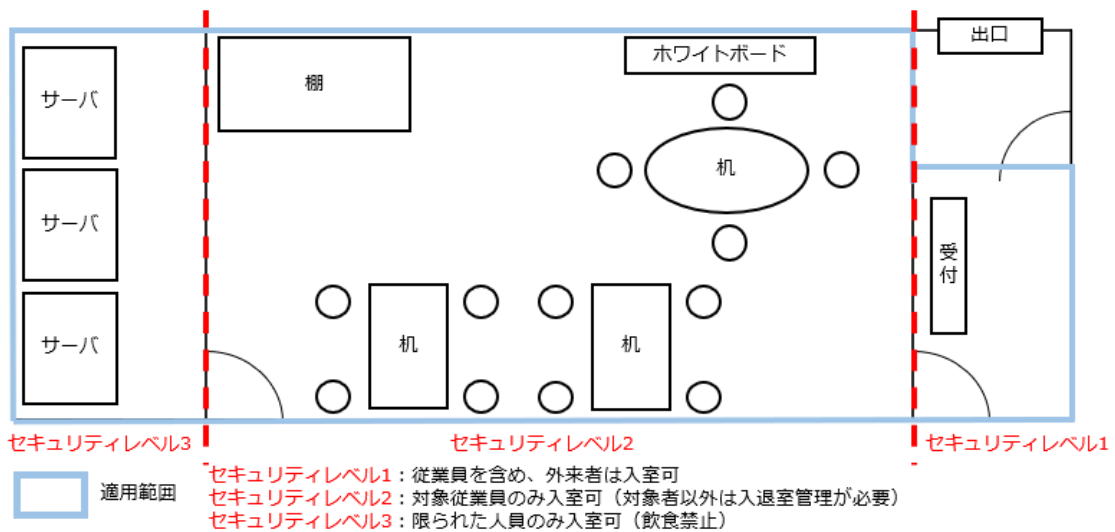 出口
ホワイトボード
棚
サーバ
机
サーバ
受付
机
机
サーバ
セキュリティレベル3
セキュリティレベル2
セキュリティレベル1
適用範囲
セキュリティレベル1：従業員を含め、外来者は入室可
セキュリティレベル2：対象従業員のみ入室可（対象者以外は入退室管理が必要）
セキュリティレベル3：限られた人員のみ入室可（飲食禁止）